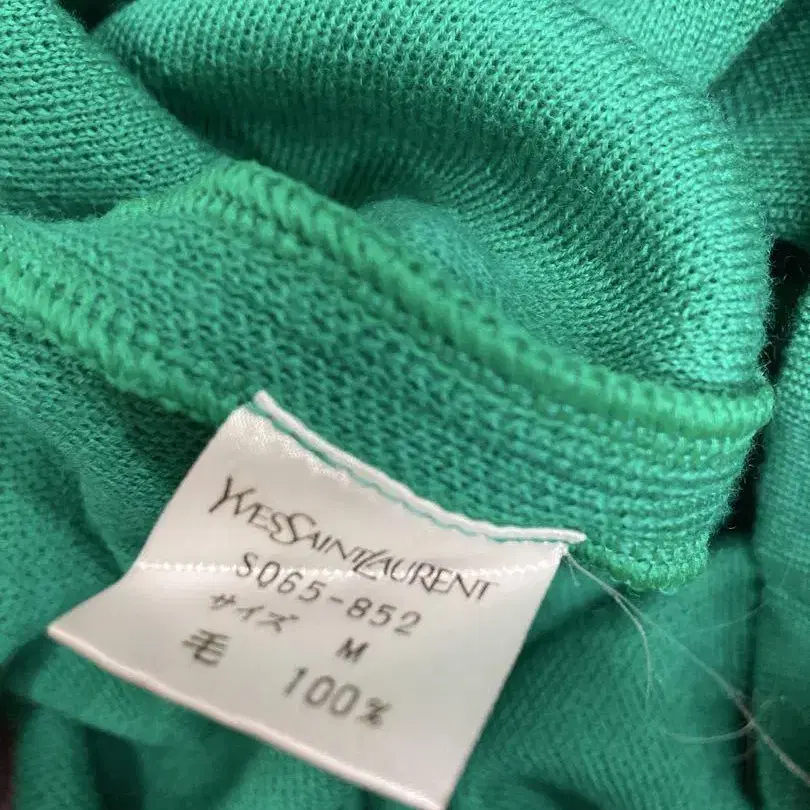 YVESSAINTLAURENT
S065-852
サイズ M
毛 100%